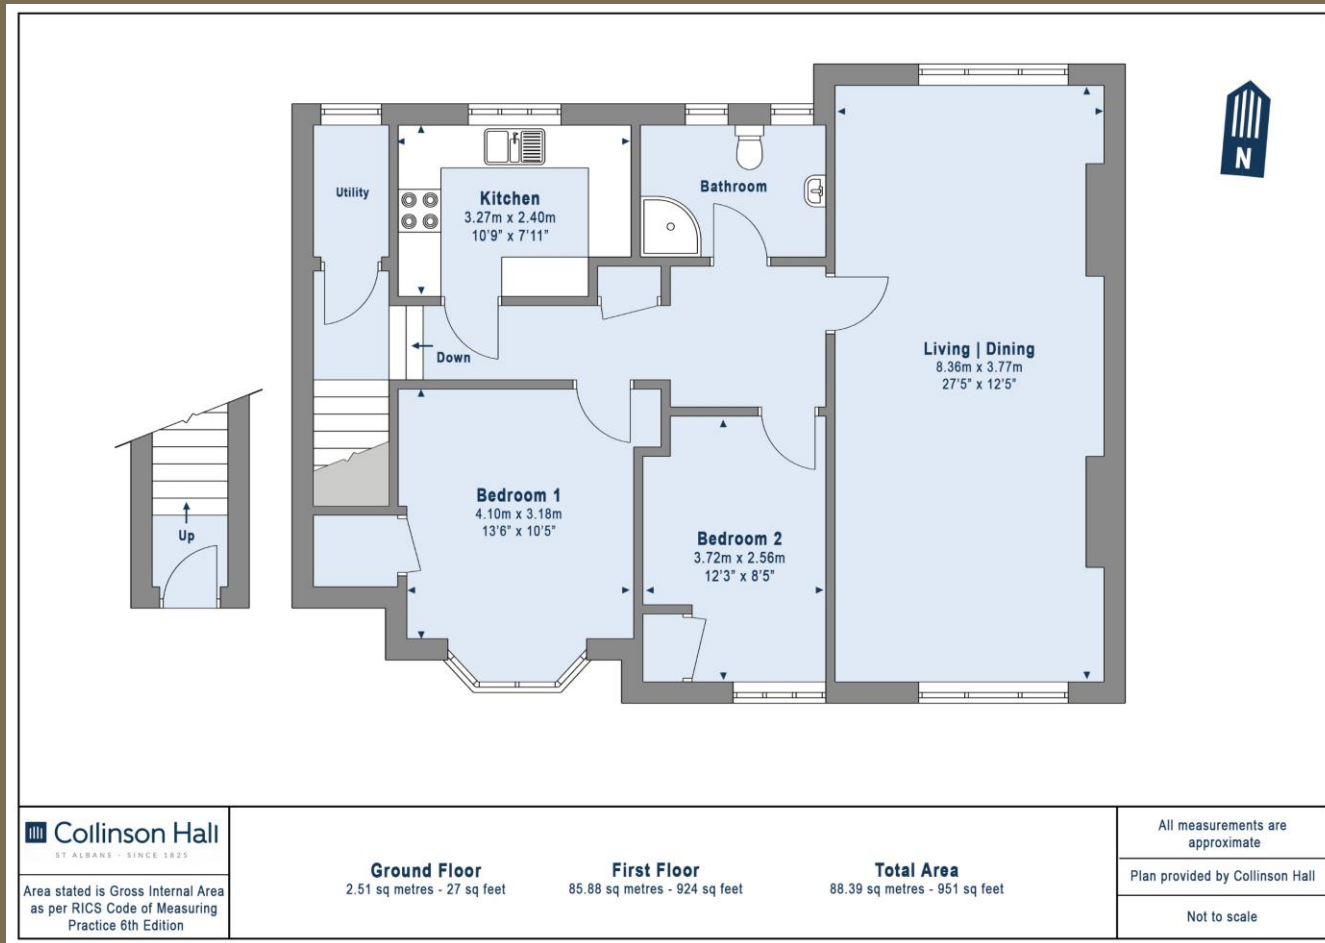 Utility
Kitchen
3.27m x 2.40m
10'9" x 7'11"
Bathroom
N
Living | Dining
8.36m x 3.77m
27'5" x 12'5"
Down
Bedroom 1
4.10m x 3.18m
13'6" x 10'5"
Up
Bedroom 2
3.72m x 2.56m
12'3" x 8'5"
Collinson Hall
ST ALBANS - SINCE 1825
Area stated is Gross Internal Area
as per RICS Code of Measuring
Practice 6th Edition
Ground Floor
2.51 sq metres - 27 sq feet
First Floor
85.88 sq metres - 924 sq feet
Total Area
88.39 sq metres - 951 sq feet
All measurements are
approximate
Plan provided by Collinson Hall
Not to scale